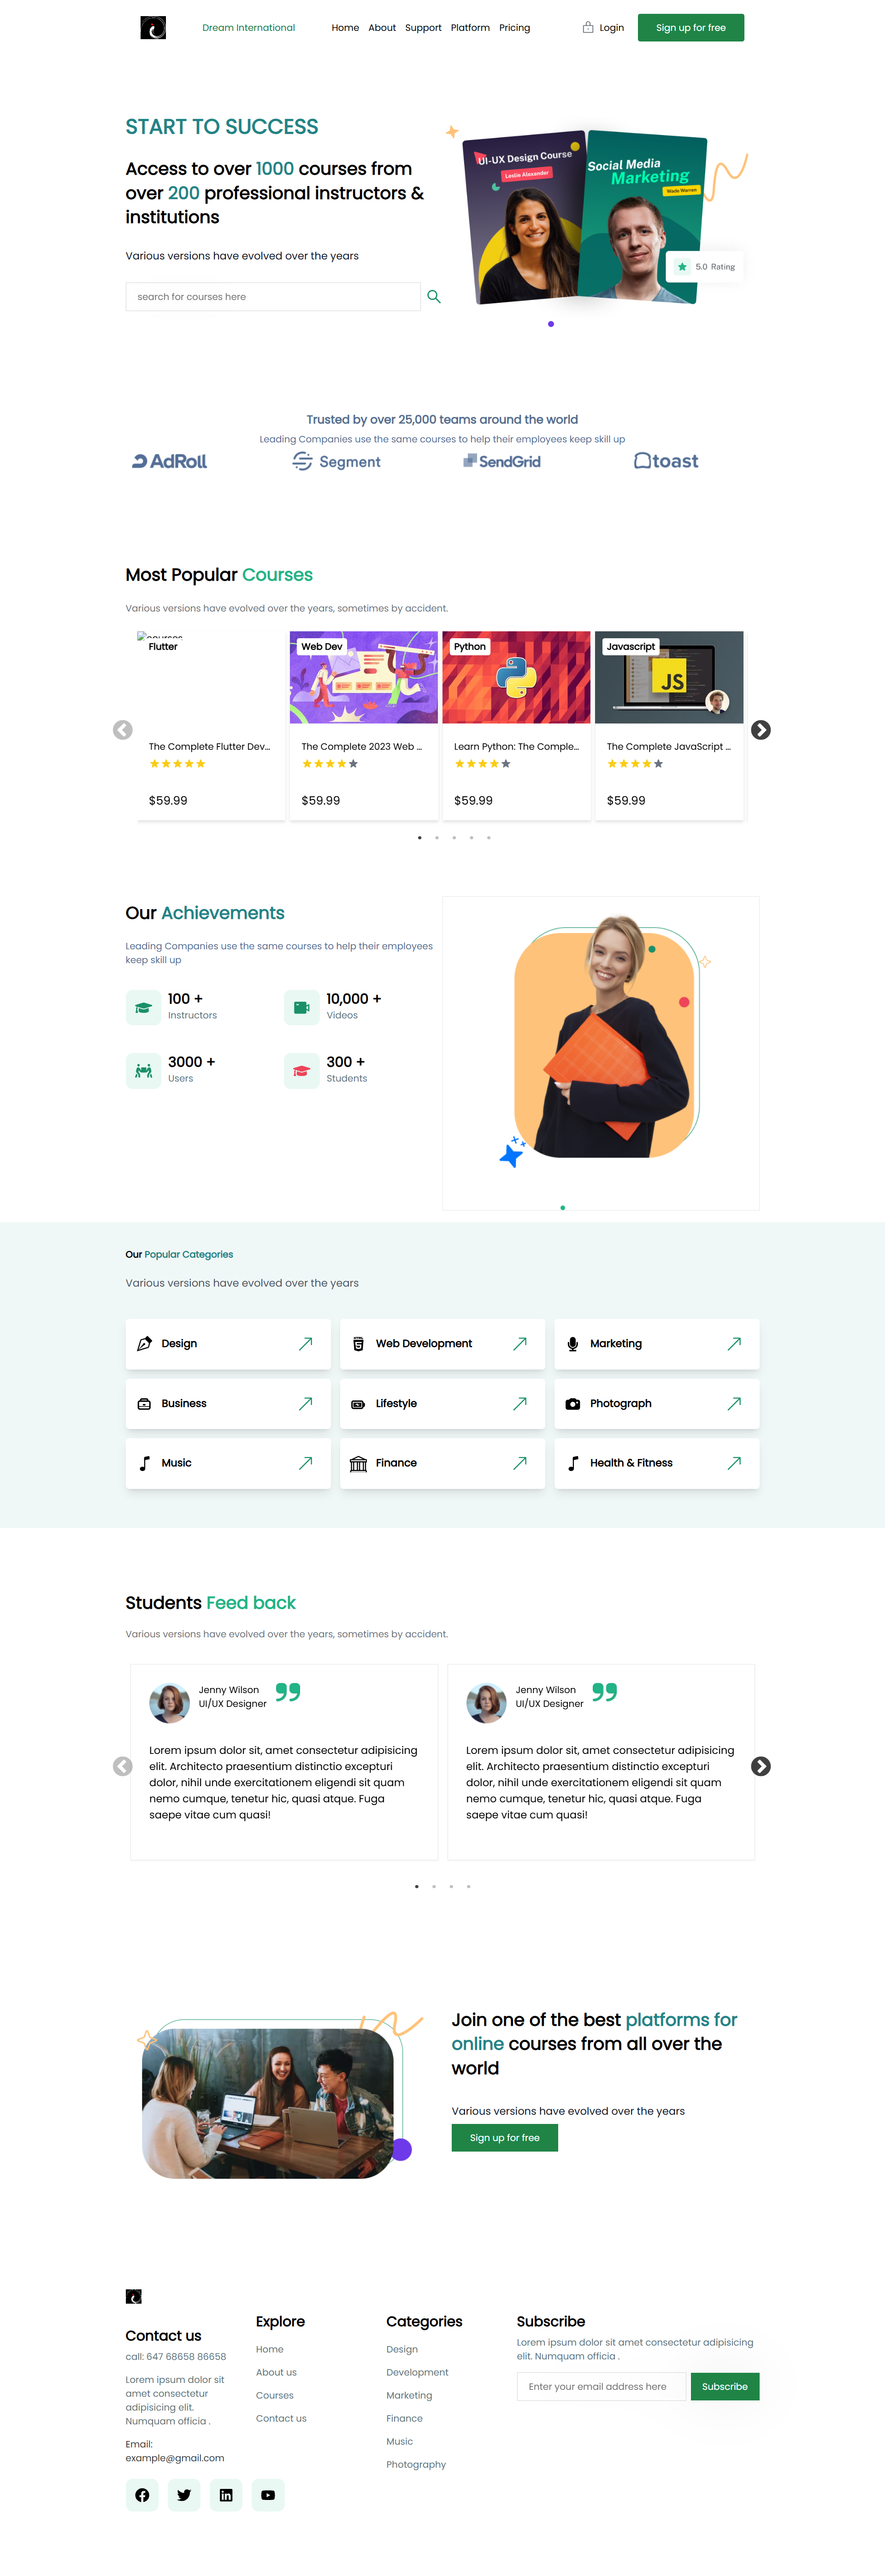 Dream International
Home About Support Platform Pricing
Login
Sign up for free
START TO SUCCESS
Access to over 1000 courses from
over 200 professional instructors &
institutions
Various versions have evolved over the years
search for courses here
UI-UX Design Course
Leslie Alexander
Social Media
Marketing
Wade Warren
5.0 Rating
Trusted by over 25,000 teams around the world
Leading Companies use the same courses to help their employees keep skill up
AdRoll
Segment
SendGrid
toast
Most Popular Courses
Various versions have evolved over the years, sometimes by accident.
courses
Flutter
The Complete Flutter Dev...
$59.99
Web Dev
The Complete 2023 Web ...
$59.99
Python
Learn Python: The Comple...
$59.99
Javascript
JS
The Complete JavaScript ...
$59.99
Our Achievements
Leading Companies use the same courses to help their employees
keep skill up
100 +
Instructors
10,000 +
Videos
3000 +
Users
300 +
Students
Our Popular Categories
Various versions have evolved over the years
Design
Web Development
Marketing
Business
Lifestyle
Photograph
Music
Finance
Health & Fitness
Students Feed back
Various versions have evolved over the years, sometimes by accident.
Jenny Wilson
UI/UX Designer
Lorem ipsum dolor sit, amet consectetur adipisicing
elit. Architecto praesentium distinctio excepturi
dolor, nihil unde exercitationem eligendi sit quam
nemo cumque, tenetur hic, quasi atque. Fuga
saepe vitae cum quasi!
Jenny Wilson
UI/UX Designer
Lorem ipsum dolor sit, amet consectetur adipisicing
elit. Architecto praesentium distinctio excepturi
dolor, nihil unde exercitationem eligendi sit quam
nemo cumque, tenetur hic, quasi atque. Fuga
saepe vitae cum quasi!
Join one of the best platforms for
online courses from all over the
world
Various versions have evolved over the years
Sign up for free
Contact us
call: 647 68658 86658
Lorem ipsum dolor sit
amet consectetur
adipisicing elit.
Numquam officia .
Email:
example@gmail.com
Explore
Home
About us
Courses
Contact us
Categories
Design
Development
Marketing
Finance
Music
Photography
Subscribe
Lorem ipsum dolor sit amet consectetur adipisicing
elit. Numquam officia .
Enter your email address here
Subscribe